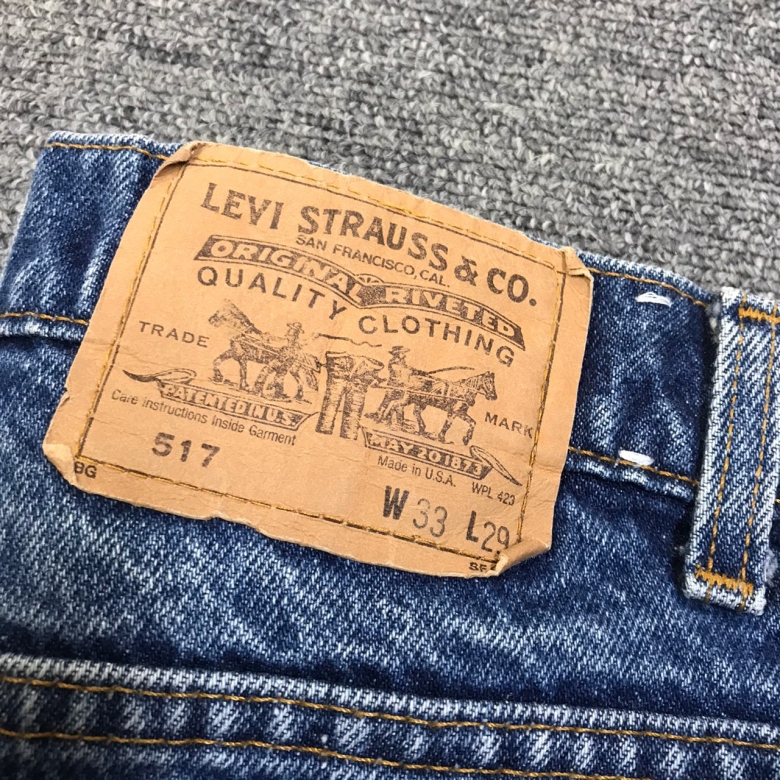 LEVI STRAUSS & CO.
SAN FRANCISCO, CAL.
ORIGINAL RIVETED
QUALITY CLOTHING
TRADE MARK
PATENTED IN U.S. MAY 20 1873
Care Instructions Inside Garment
Made in U.S.A. WPL 423
517
W 33 L 29
BG
SF